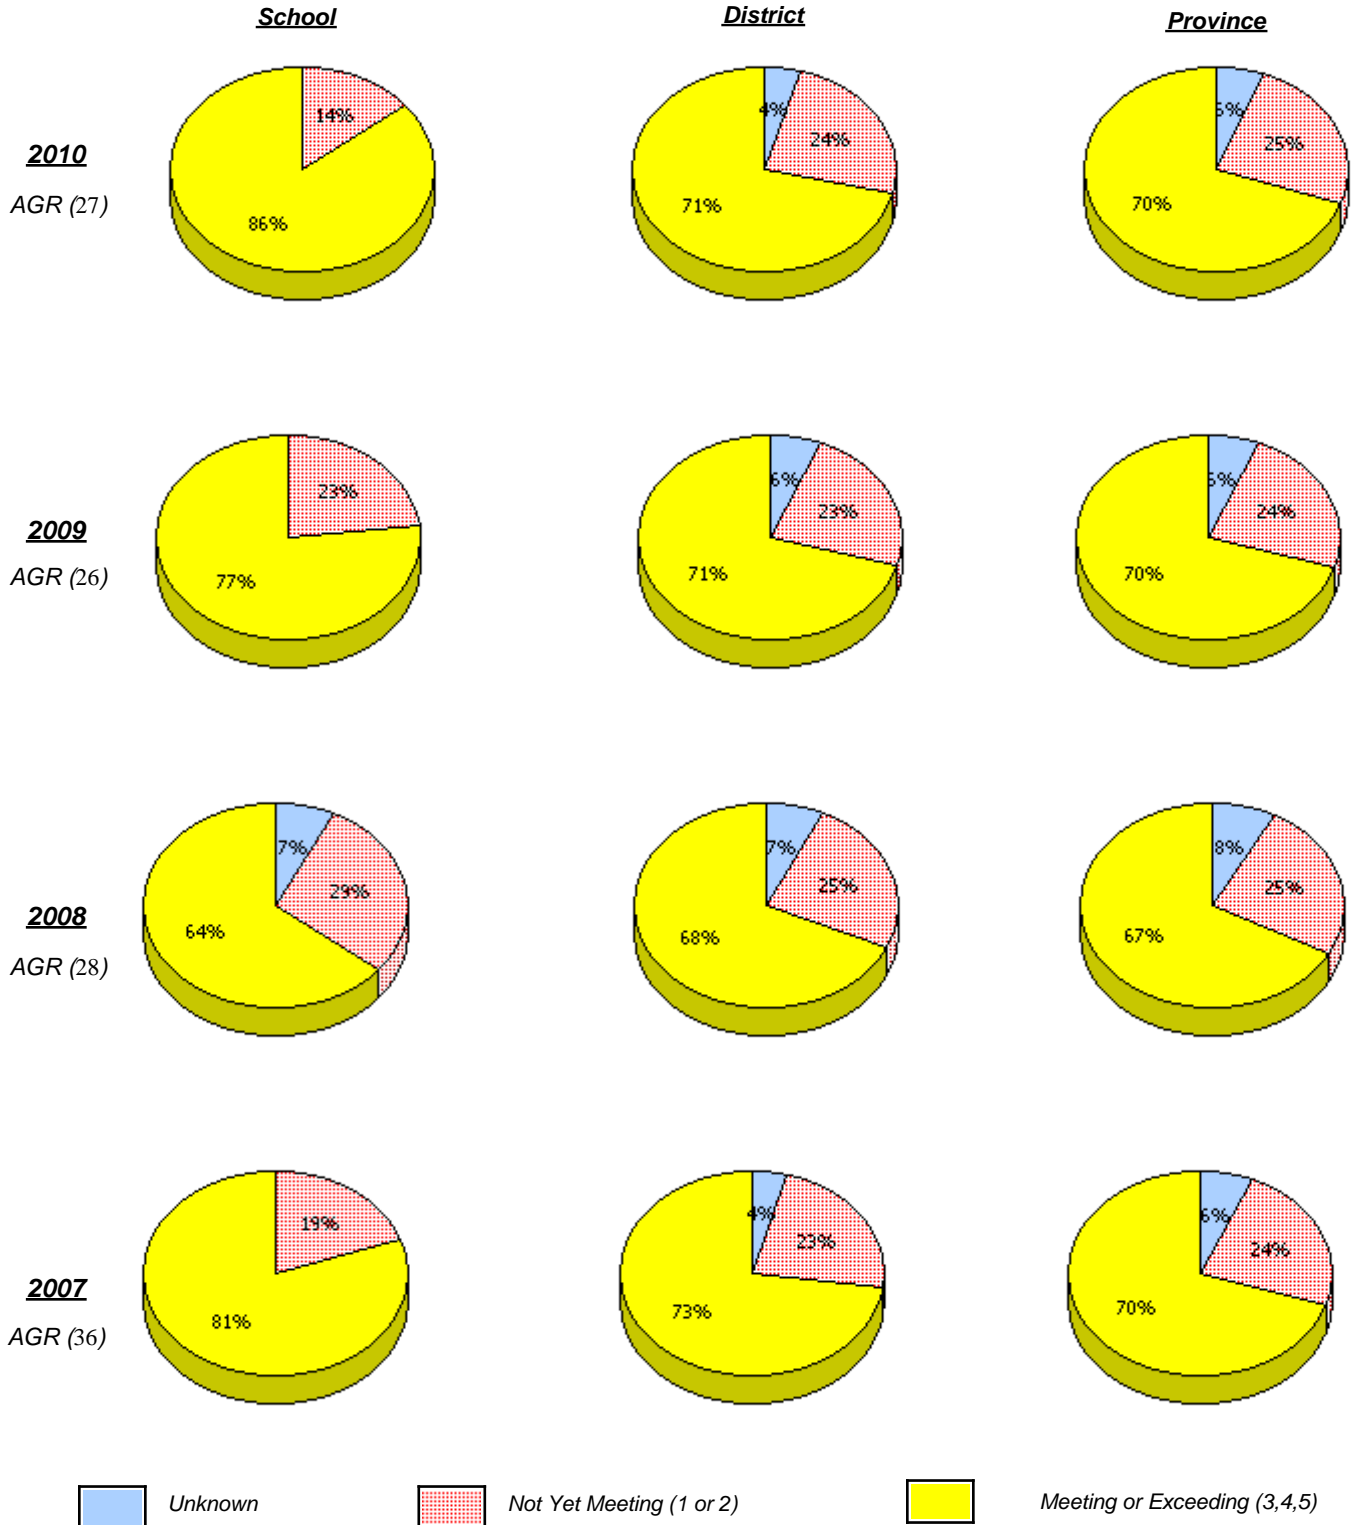 School District Province
14% 4% 24% 25%
2010
AGR (27)
86% 71% 70%
23% 6% 23% 24%
2009
AGR (26)
77% 71% 70%
7% 29% 7% 25% 8% 25%
2008
AGR (28)
64% 68% 67%
19% 4% 23% 6% 24%
2007
AGR (36)
81% 73% 70%
Unknown Not Yet Meeting (1 or 2) Meeting or Exceeding (3,4,5)